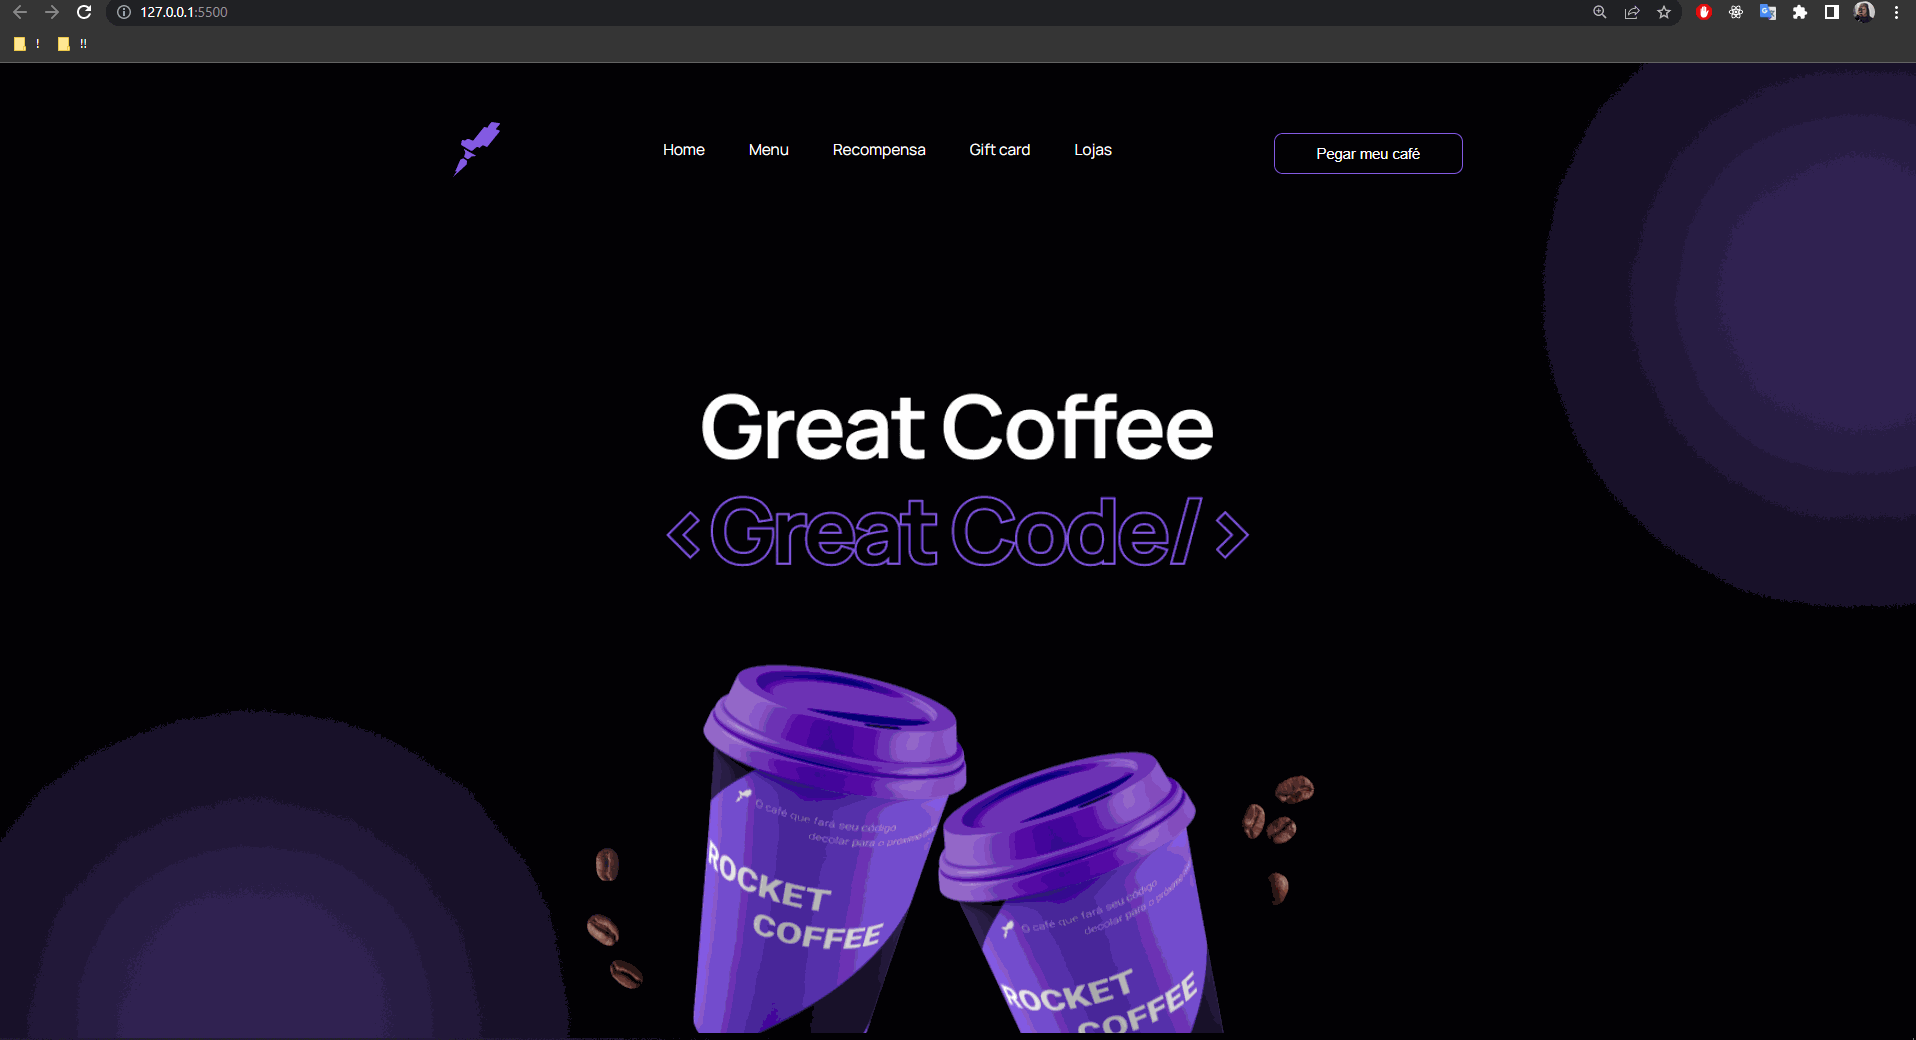 127.0.0.1:5500
!
!!
Home
Menu
Recompensa
Gift card
Lojas
Pegar meu café
Great Coffee
<Great Code/>
O café que fará seu código
decolar para o próximo
ROCKET
COFFEE
O café que fará seu código
decolar para o próximo
ROCKET
COFFEE